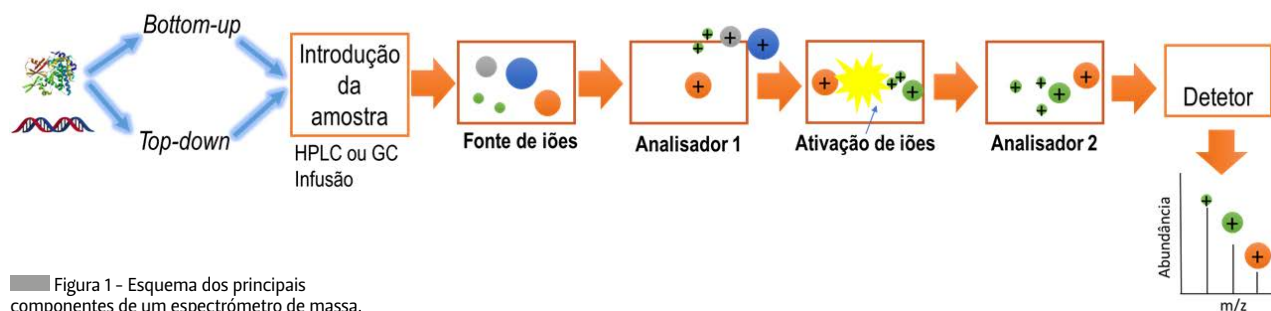 Bottom-up
Top-down
Introdução
da
amostra
HPLC ou GC
Infusão
Fonte de iões
+ + +
+
Analisador 1
+ + + +
Ativação de iões
+ + + + +
Analisador 2
Detetor
Abundância
+
+
+
m/z
Figura 1 – Esquema dos principais
componentes de um espectrómetro de massa.